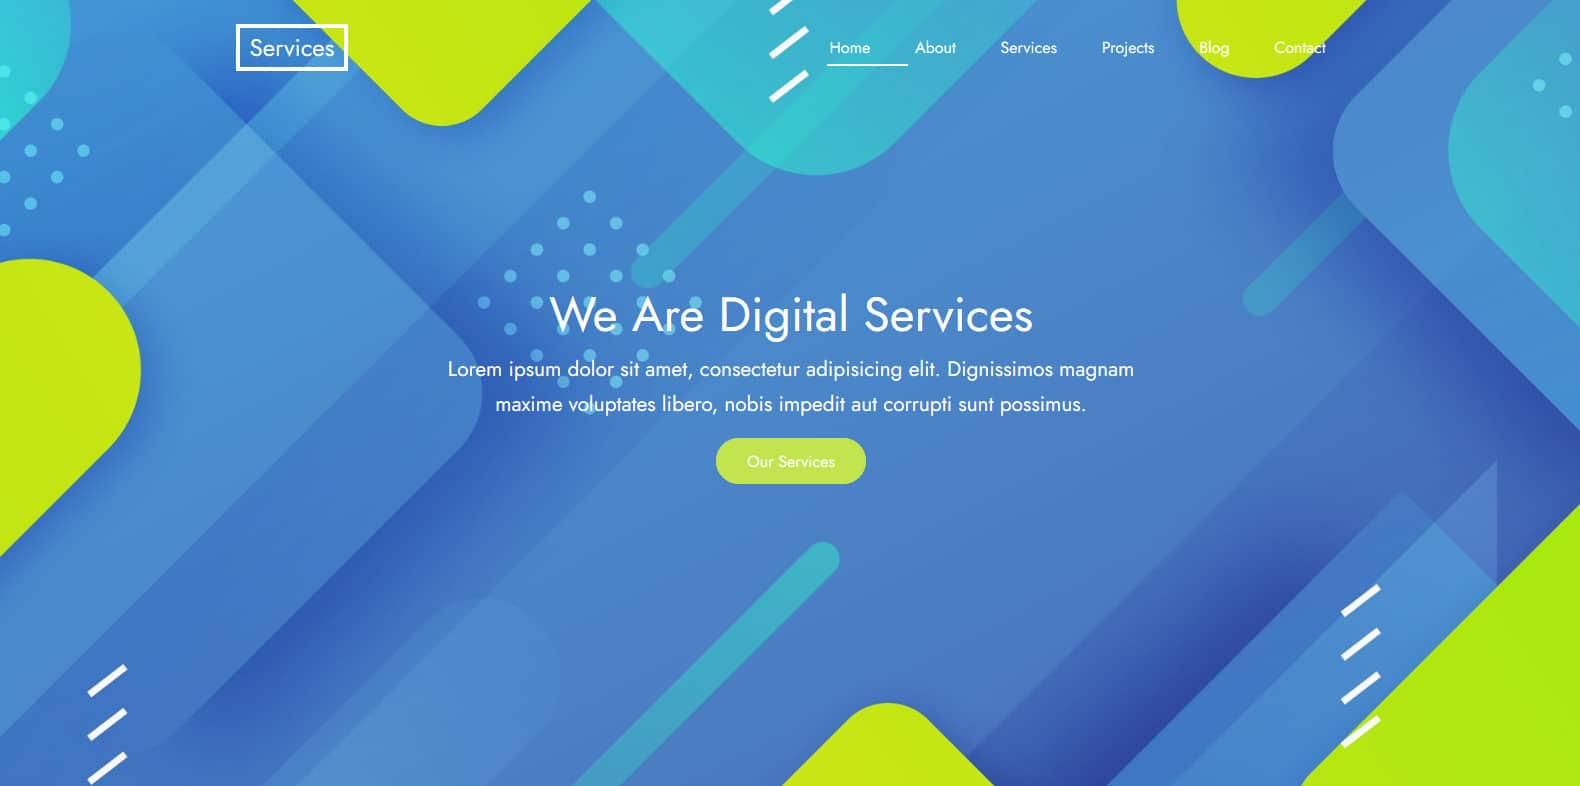 Services
Home About Services Projects Blog Contact
We Are Digital Services
Lorem ipsum dolor sit amet, consectetur adipisicing elit. Dignissimos magnam
maxime voluptates libero, nobis impedit aut corrupti sunt possimus.
Our Services